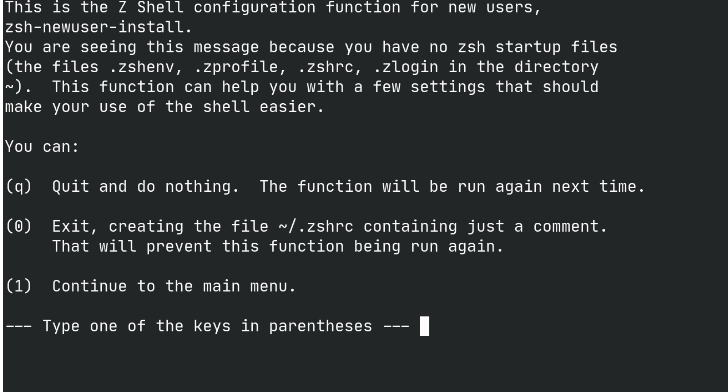 This is the Z Shell configuration function for new users,
zsh-newuser-install.
You are seeing this message because you have no zsh startup files
(the files .zshenv, .zprofile, .zshrc, .zlogin in the directory
~).  This function can help you with a few settings that should
make your use of the shell easier.

You can:

(q)  Quit and do nothing.  The function will be run again next time.

(0)  Exit, creating the file ~/.zshrc containing just a comment.
     That will prevent this function being run again.

(1)  Continue to the main menu.

--- Type one of the keys in parentheses ---